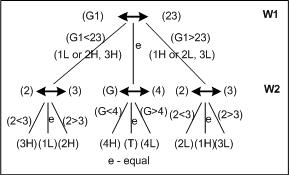 (G1) (23) W1
(G1<23) (G1>23)
(1L or 2H, 3H) e (1H or 2L, 3L)
W2
(2) (3) (G) (4) (2) (3)
(2<3) e (2>3) (G<4) e (G>4) (2<3) e (2>3)
(3H) (1L) (2H) (4H) (T) (4L) (2L) (1H) (3L)
e - equal